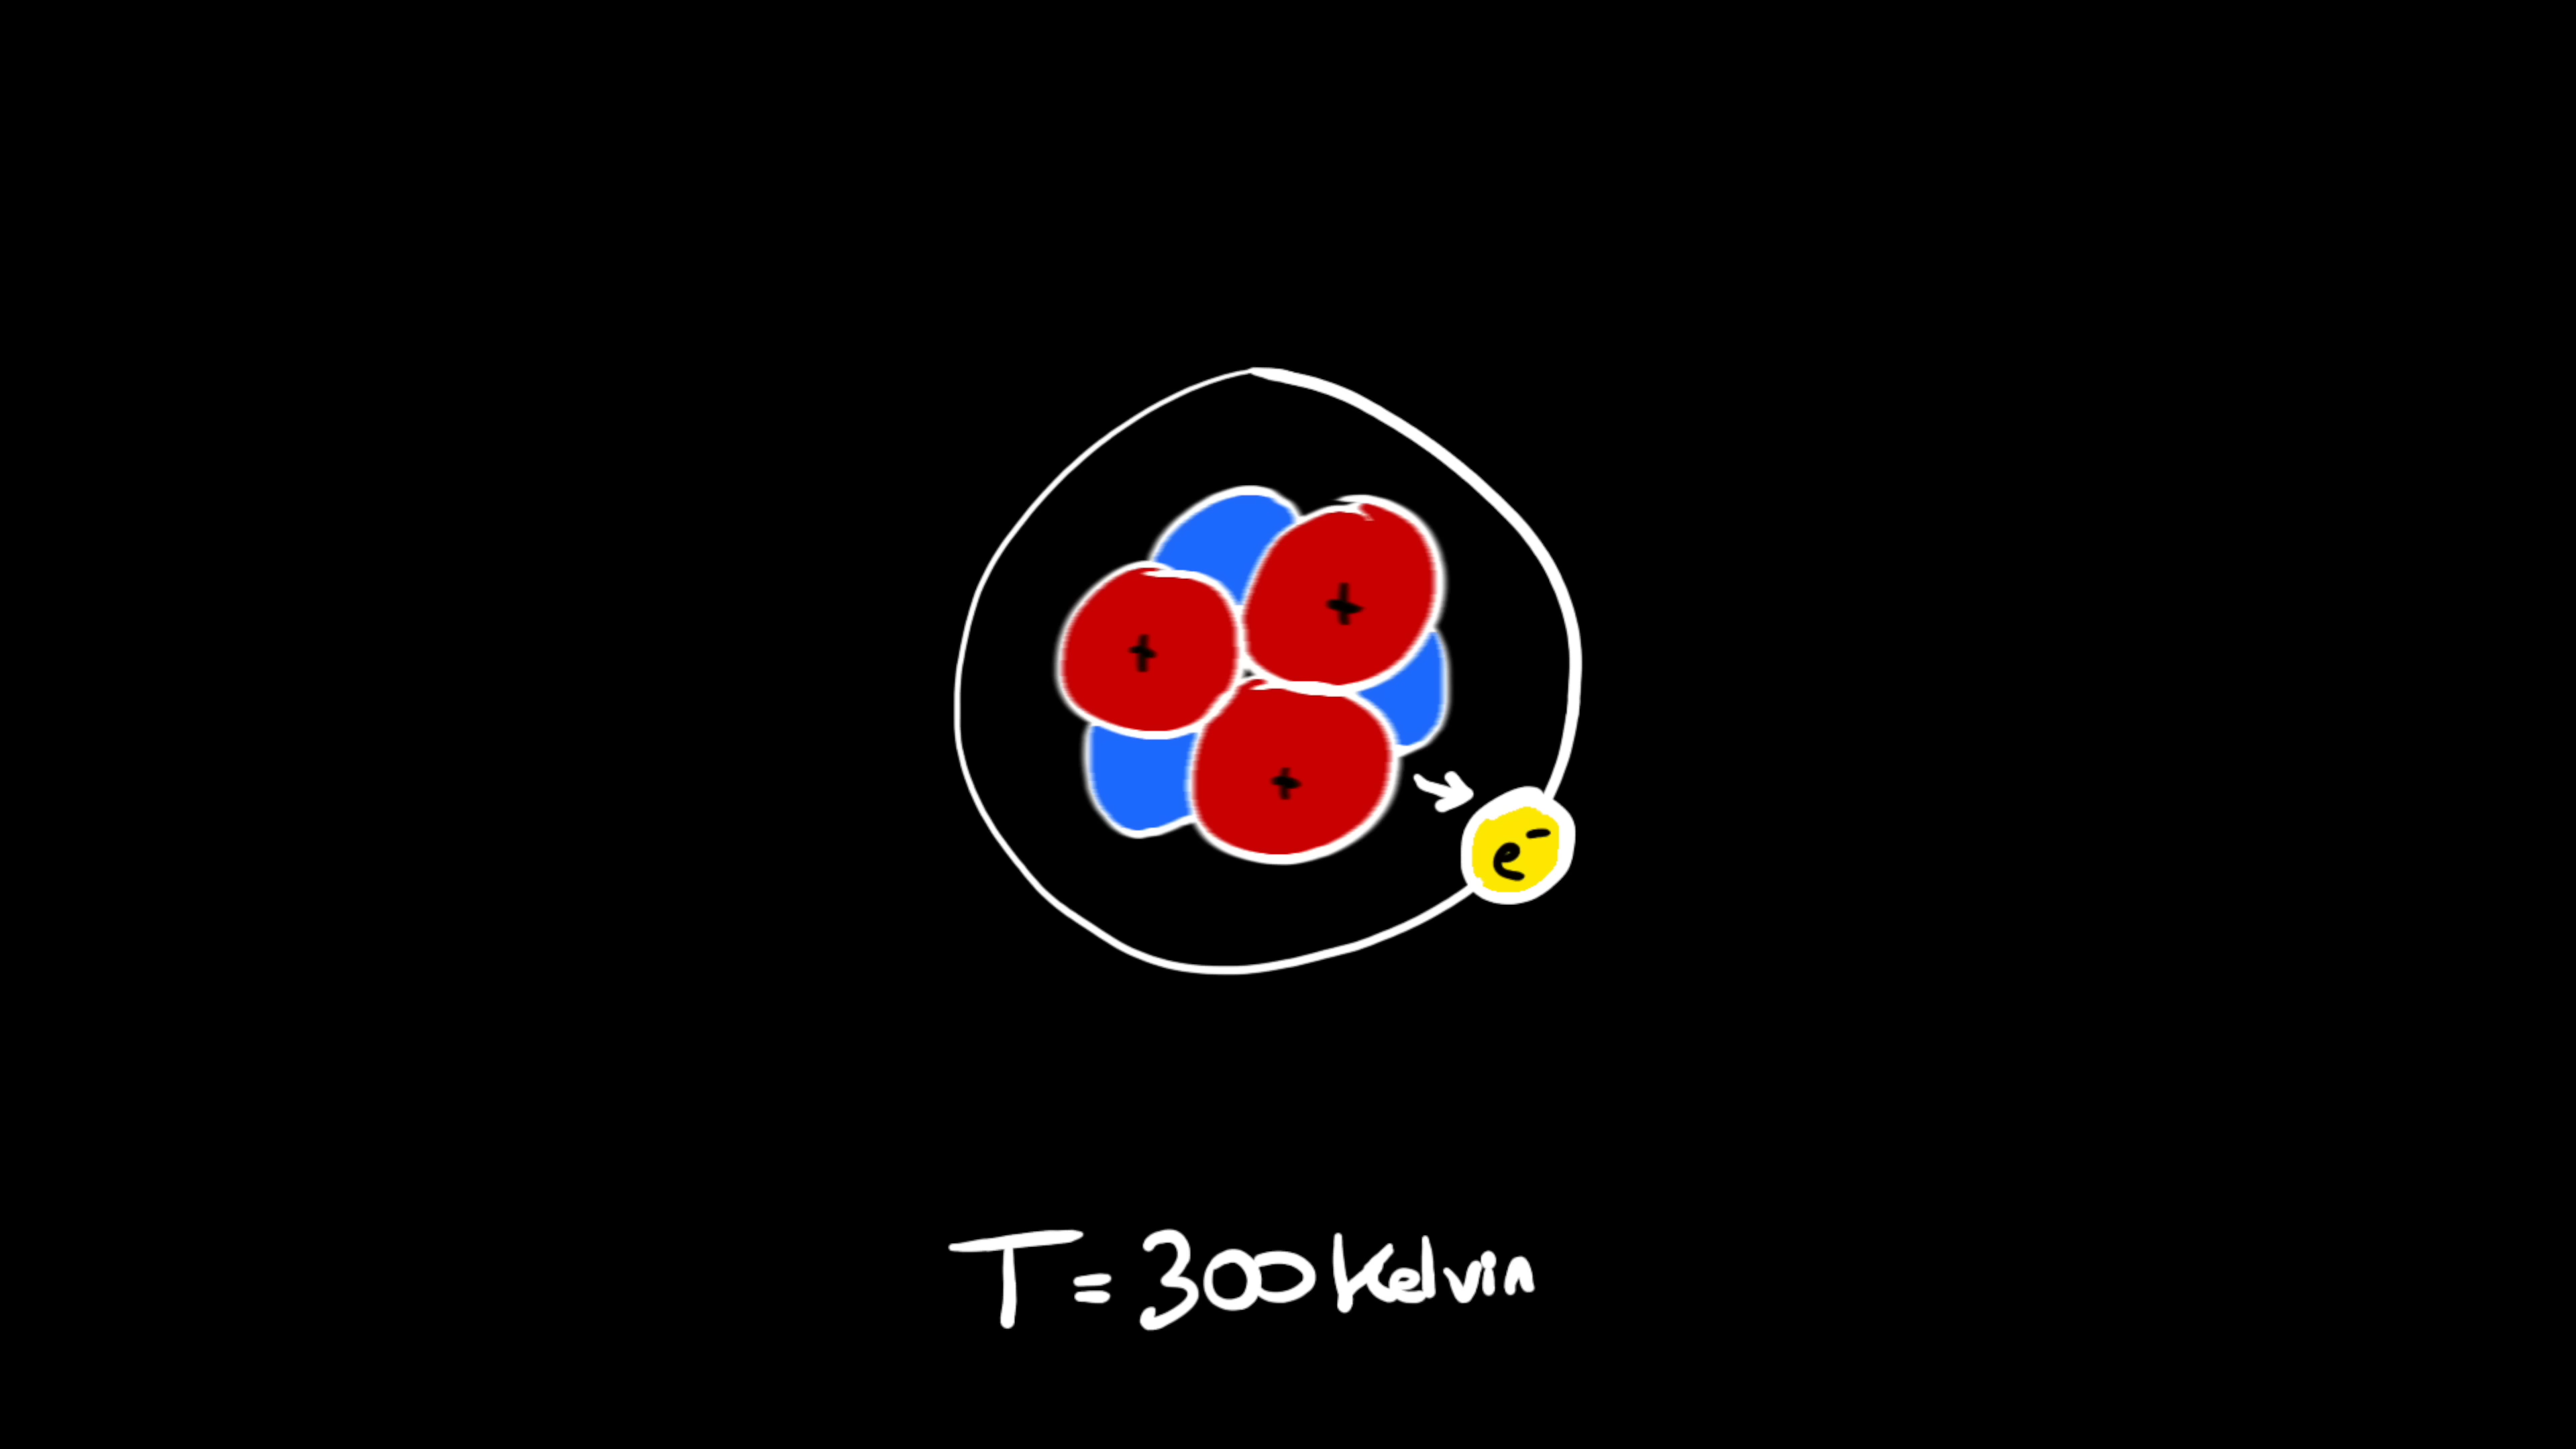 +
+
+
e⁻
T = 300 Kelvin